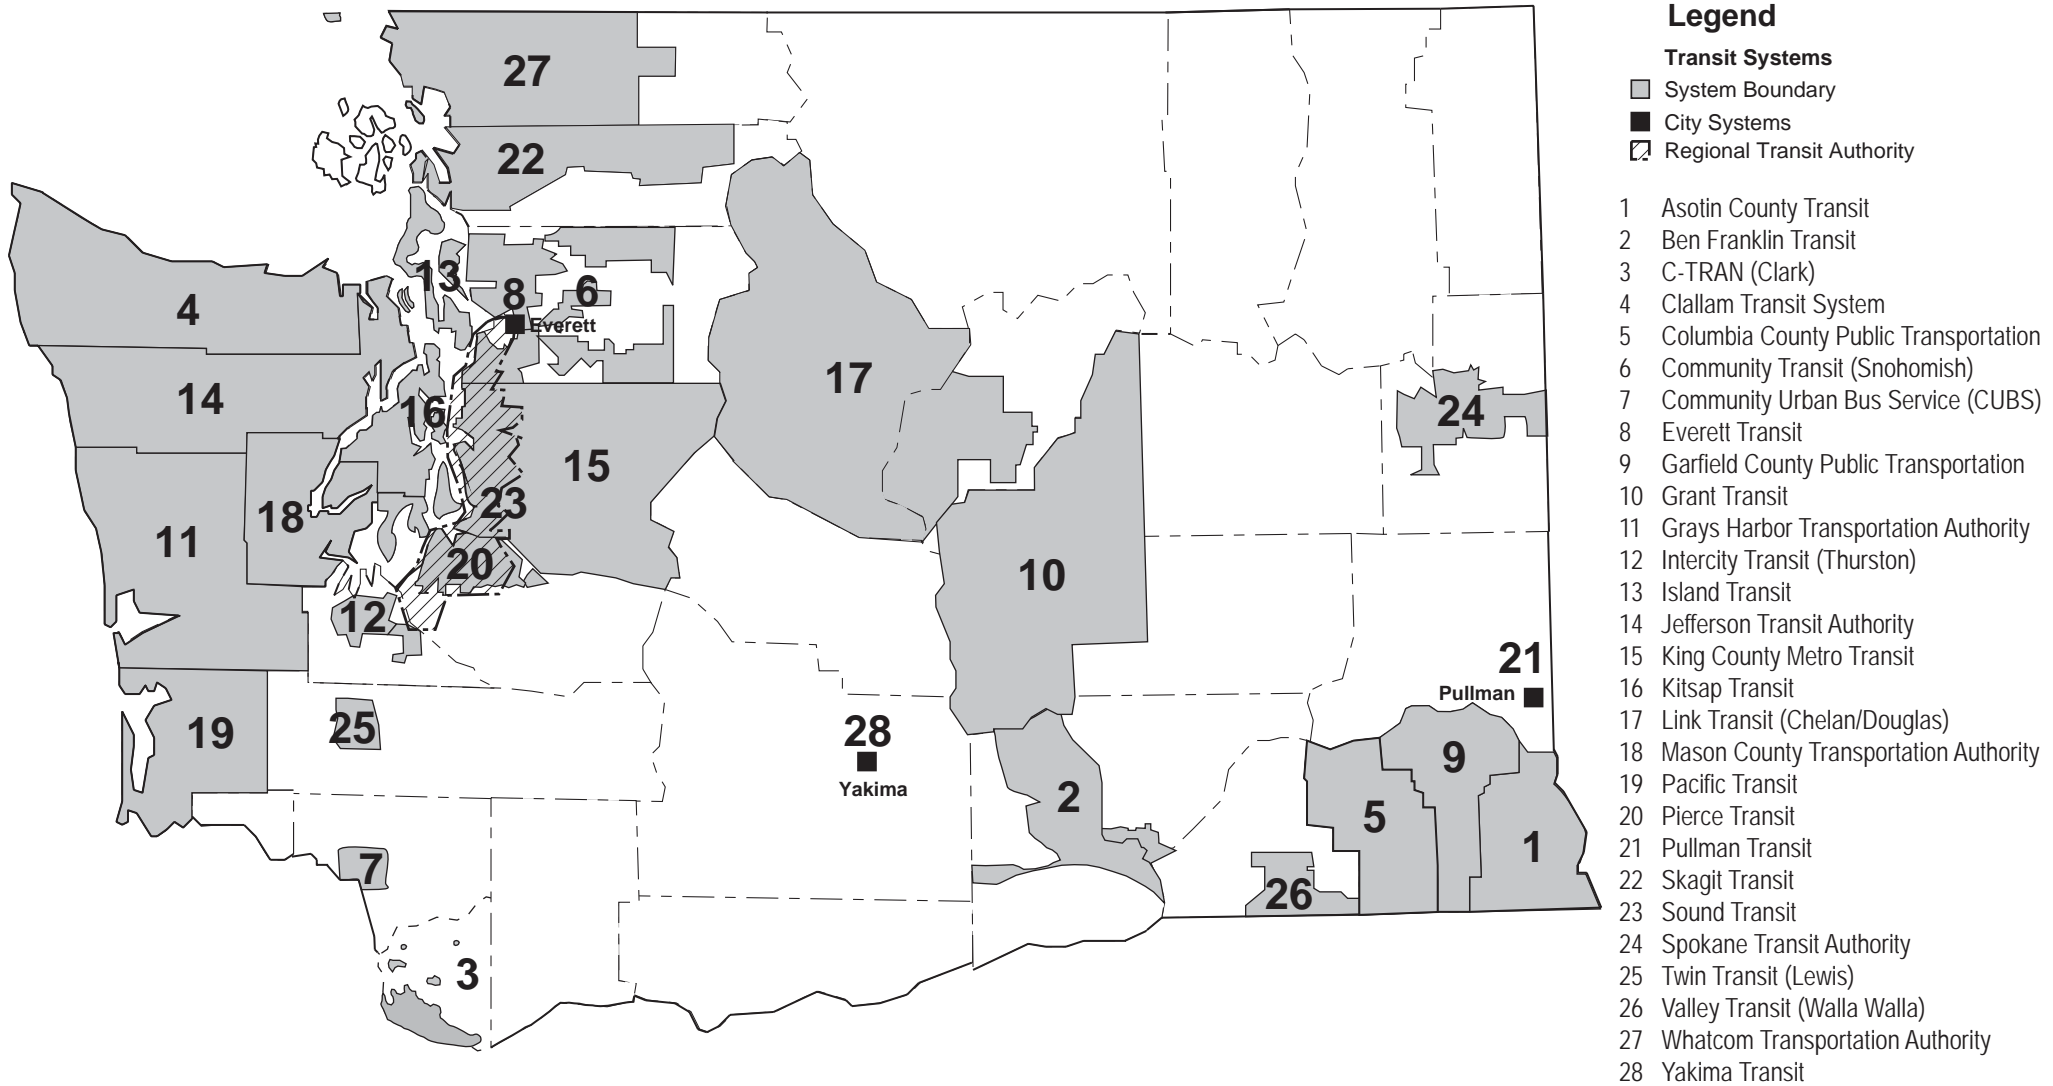 Legend
Transit Systems
System Boundary
City Systems
Regional Transit Authority
1 Asotin County Transit
2 Ben Franklin Transit
3 C-TRAN (Clark)
4 Clallam Transit System
5 Columbia County Public Transportation
6 Community Transit (Snohomish)
7 Community Urban Bus Service (CUBS)
8 Everett Transit
9 Garfield County Public Transportation
10 Grant Transit
11 Grays Harbor Transportation Authority
12 Intercity Transit (Thurston)
13 Island Transit
14 Jefferson Transit Authority
15 King County Metro Transit
16 Kitsap Transit
17 Link Transit (Chelan/Douglas)
18 Mason County Transportation Authority
19 Pacific Transit
20 Pierce Transit
21 Pullman Transit
22 Skagit Transit
23 Sound Transit
24 Spokane Transit Authority
25 Twin Transit (Lewis)
26 Valley Transit (Walla Walla)
27 Whatcom Transportation Authority
28 Yakima Transit
27
22
13
4
8
6
Everett
17
14
16
24
15
23
18
11
20
10
12
21
Pullman
19
25
28
Yakima
9
2
5
1
7
26
3